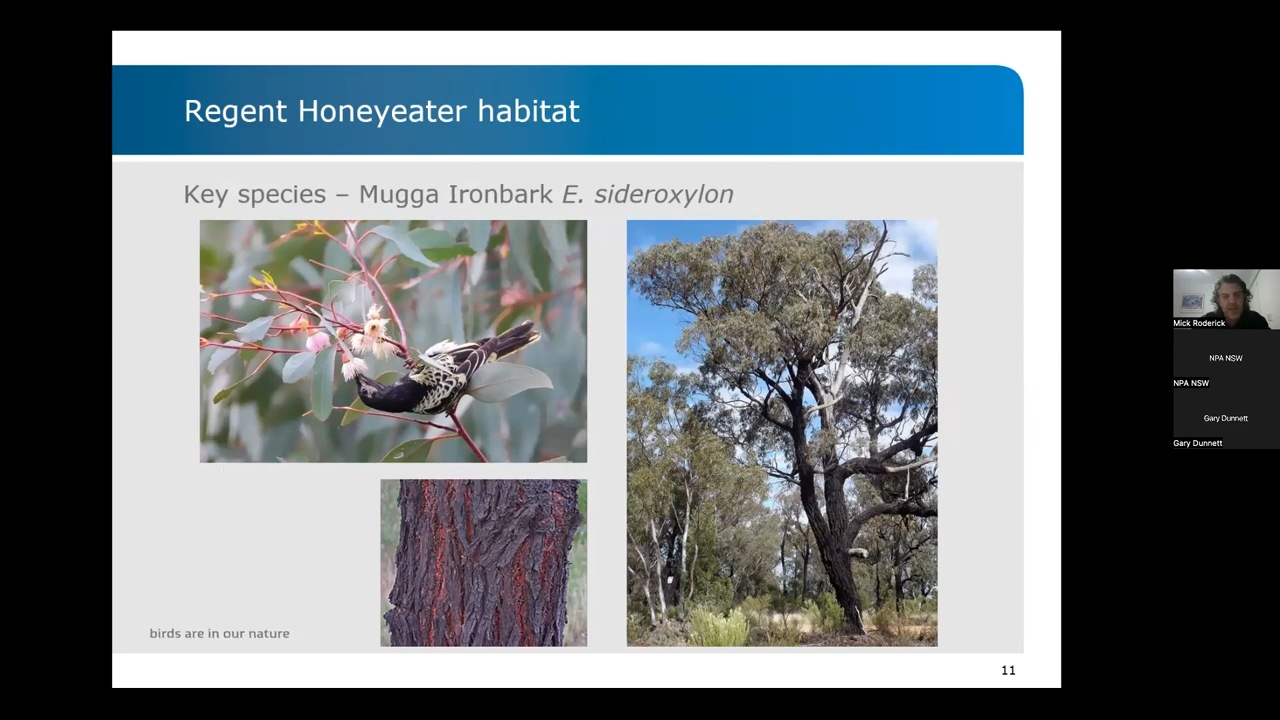 Regent Honeyeater habitat
Key species – Mugga Ironbark E. sideroxylon
birds are in our nature
11
Mick Roderick
NPA NSW
NPA NSW
Gary Dunnett
Gary Dunnett